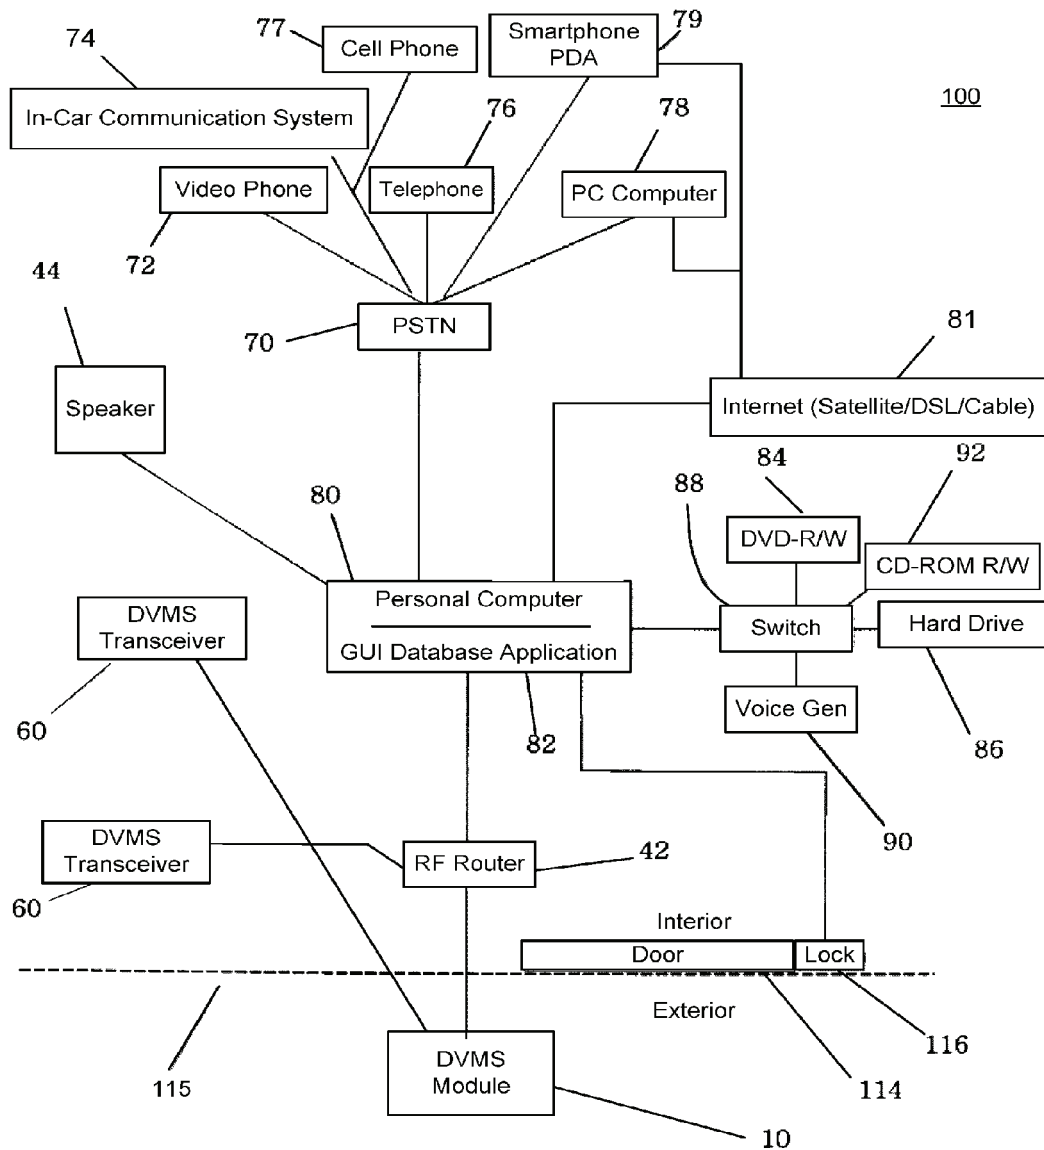 77
79
74
Cell Phone
Smartphone
PDA
100
In-Car Communication System
76
78
Video Phone
Telephone
PC Computer
72
44
PSTN
70
81
Speaker
Internet (Satellite/DSL/Cable)
84
92
88
80
DVD-R/W
CD-ROM R/W
Personal Computer
GUI Database Application
Switch
Hard Drive
DVMS
Transceiver
Voice Gen
60
82
86
90
DVMS
Transceiver
RF Router
42
60
Interior
Door
Lock
Exterior
116
115
DVMS
Module
114
10